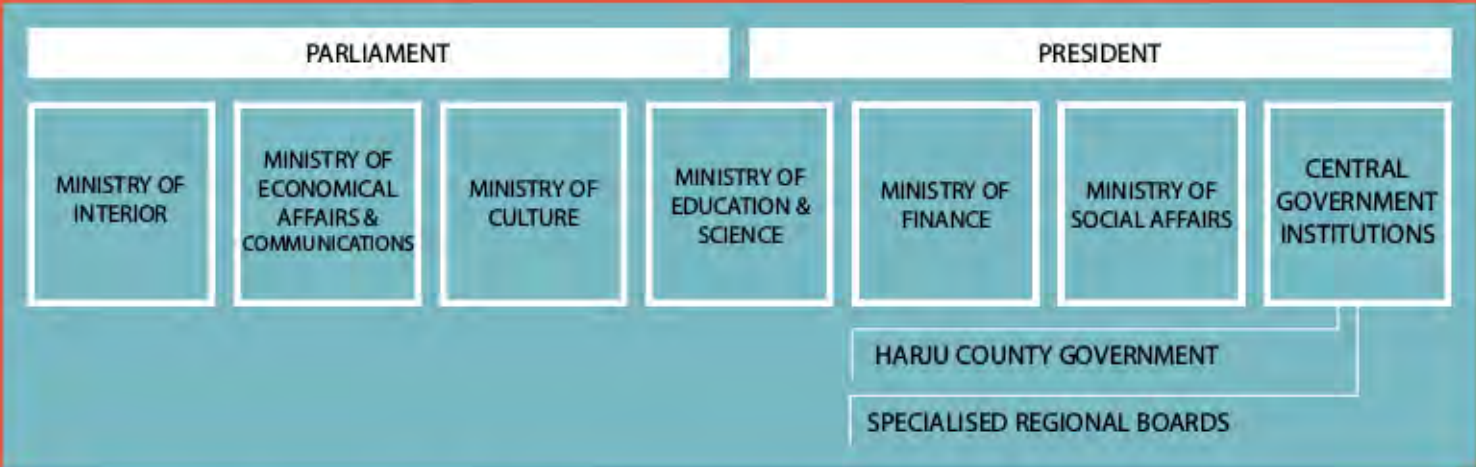 PARLIAMENT
PRESIDENT
MINISTRY OF
INTERIOR
MINISTRY OF
ECONOMICAL
AFFAIRS &
COMMUNICATIONS
MINISTRY OF
CULTURE
MINISTRY OF
EDUCATION &
SCIENCE
MINISTRY OF
FINANCE
MINISTRY OF
SOCIAL AFFAIRS
CENTRAL
GOVERNMENT
INSTITUTIONS
HARJU COUNTY GOVERNMENT
SPECIALISED REGIONAL BOARDS